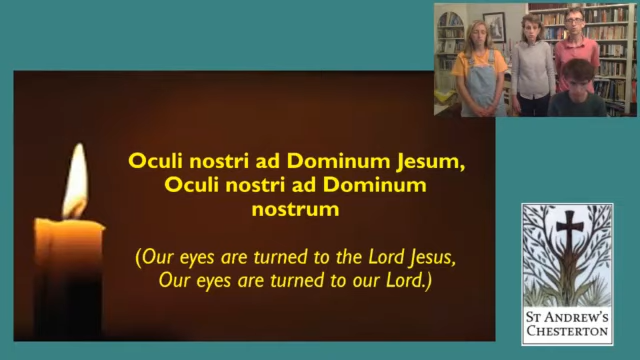 Oculi nostri ad Dominum Jesum,
Oculi nostri ad Dominum
nostrum
(Our eyes are turned to the Lord Jesus,
Our eyes are turned to our Lord.)
ST ANDREW'S
CHESTERTON